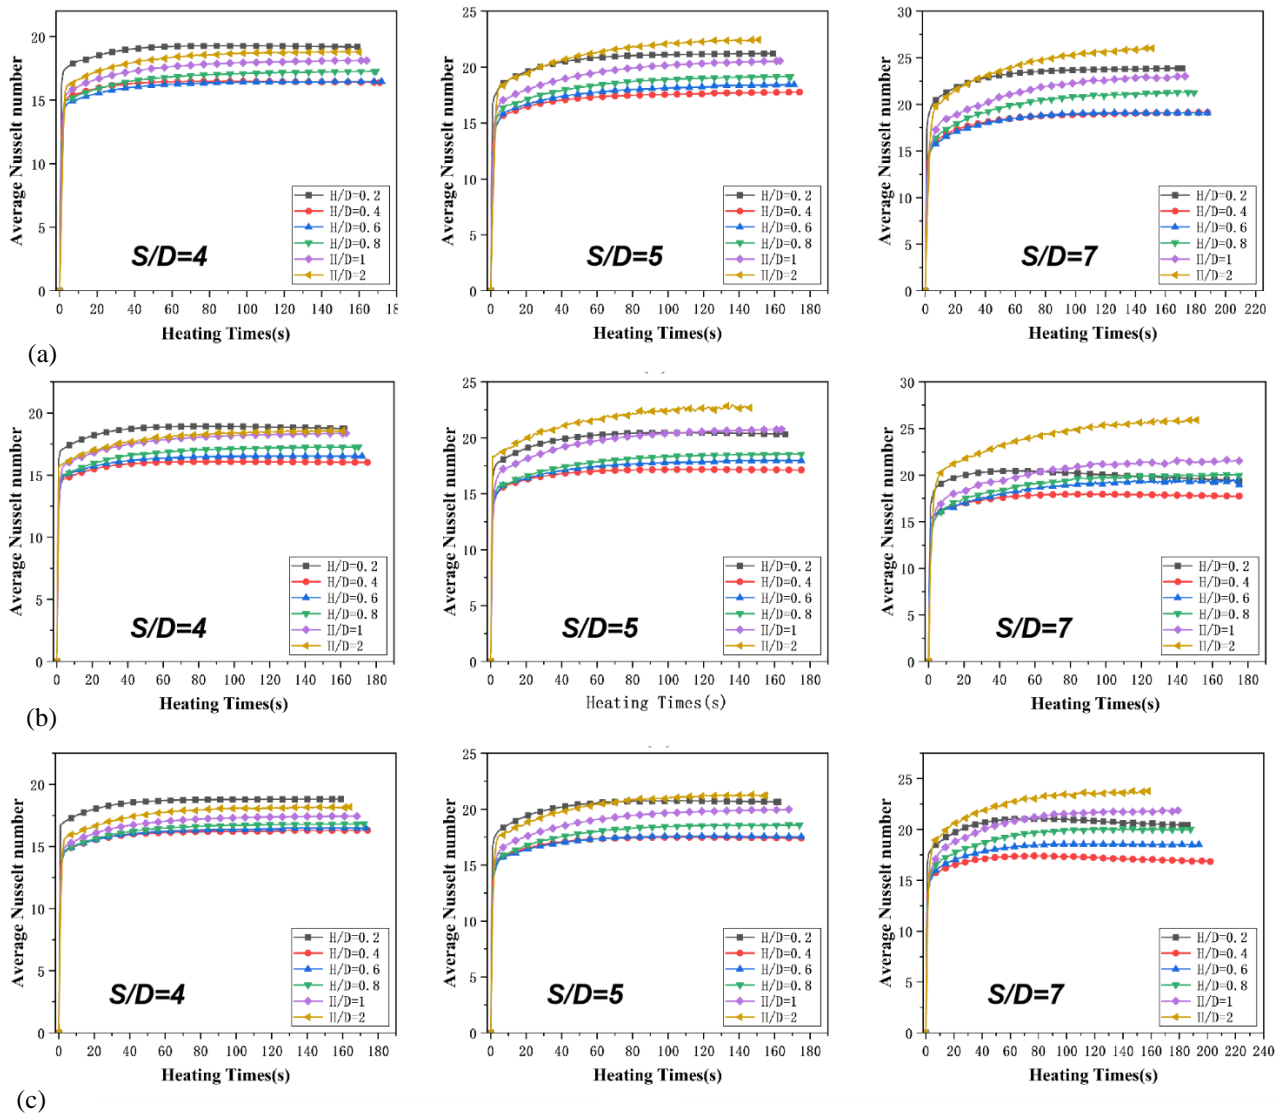 20
15
10
5
0
Average Nusselt number
0 20 40 60 80 100 120 140 160 18
Heating Times(s)
H/D=0.2
H/D=0.4
H/D=0.6
H/D=0.8
H/D=1
H/D=2
S/D=4
25
20
15
10
5
0
Average Nusselt number
0 20 40 60 80 100 120 140 160 180
Heating Times(s)
H/D=0.2
H/D=0.4
H/D=0.6
H/D=0.8
H/D=1
H/D=2
S/D=5
30
25
20
15
10
5
0
Average Nusselt number
0 20 40 60 80 100 120 140 160 180 200 220
Heating Times(s)
H/D=0.2
H/D=0.4
H/D=0.6
H/D=0.8
H/D=1
H/D=2
S/D=7
(a)
20
15
10
5
0
Average Nusselt number
0 20 40 60 80 100 120 140 160 180
Heating Times(s)
H/D=0.2
H/D=0.4
H/D=0.6
H/D=0.8
H/D=1
H/D=2
S/D=4
25
20
15
10
5
0
Average Nusselt number
0 20 40 60 80 100 120 140 160 180
Heating Times(s)
H/D=0.2
H/D=0.4
H/D=0.6
H/D=0.8
H/D=1
H/D=2
S/D=5
30
25
20
15
10
5
0
Average Nusselt number
0 20 40 60 80 100 120 140 160 180
Heating Times(s)
H/D=0.2
H/D=0.4
H/D=0.6
H/D=0.8
H/D=1
H/D=2
S/D=7
(b)
20
15
10
5
0
Average Nusselt number
0 20 40 60 80 100 120 140 160 180
Heating Times(s)
H/D=0.2
H/D=0.4
H/D=0.6
H/D=0.8
H/D=1
H/D=2
S/D=4
25
20
15
10
5
0
Average Nusselt number
0 20 40 60 80 100 120 140 160 180
Heating Times(s)
H/D=0.2
H/D=0.4
H/D=0.6
H/D=0.8
H/D=1
H/D=2
S/D=5
25
20
15
10
5
0
Average Nusselt number
0 20 40 60 80 100 120 140 160 180 200 220 240
Heating Times(s)
H/D=0.2
H/D=0.4
H/D=0.6
H/D=0.8
H/D=1
H/D=2
S/D=7
(c)